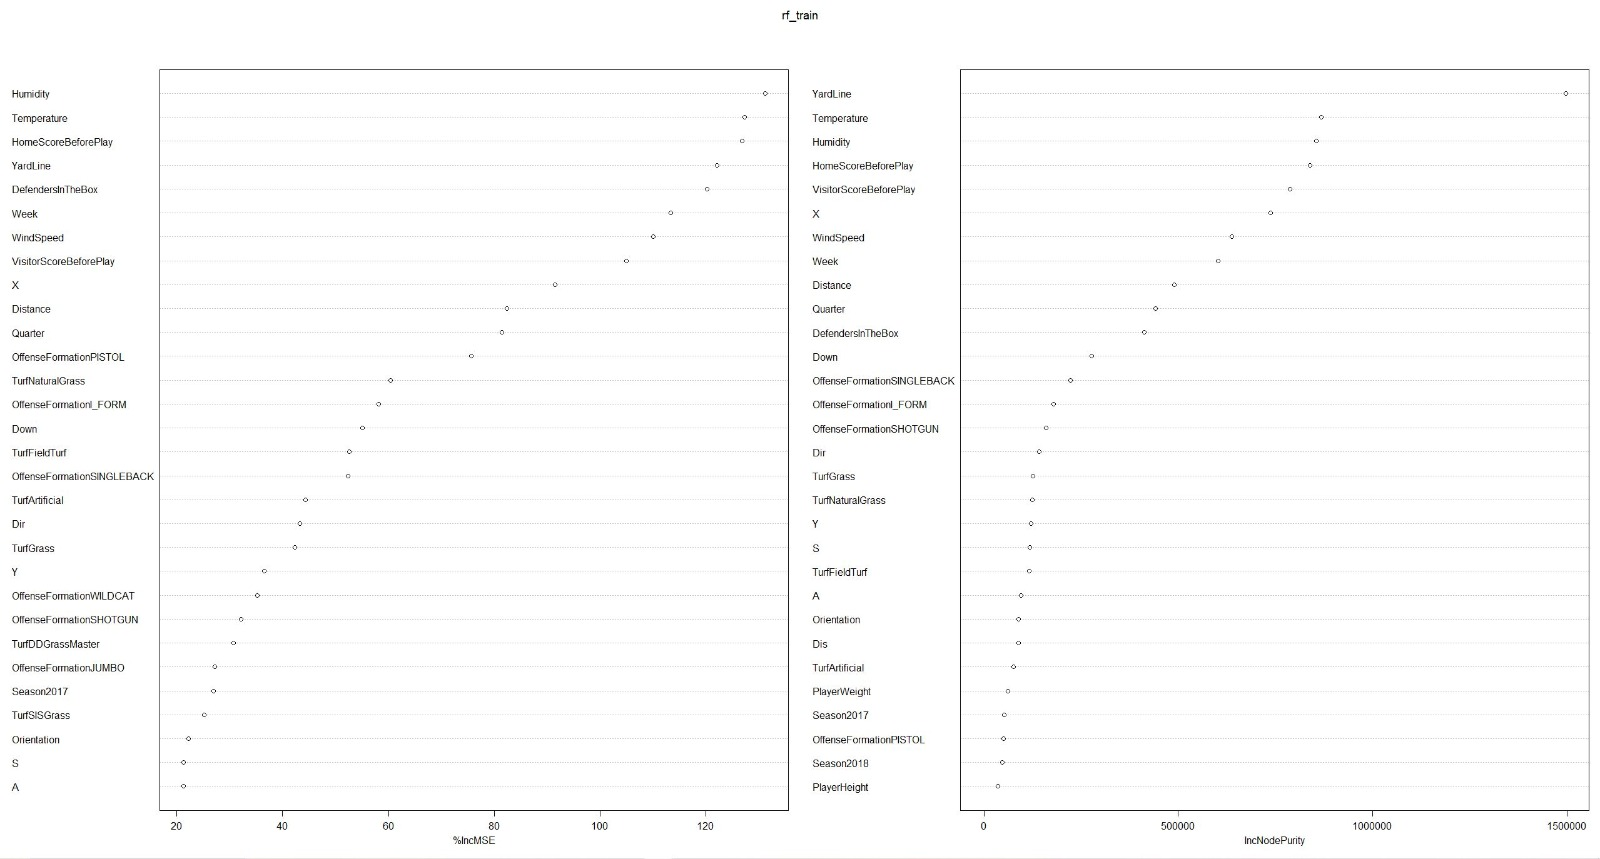 rf_train
Humidity
Temperature
HomeScoreBeforePlay
YardLine
DefendersInTheBox
Week
WindSpeed
VisitorScoreBeforePlay
X
Distance
Quarter
OffenseFormationPISTOL
TurfNaturalGrass
OffenseFormationI_FORM
Down
TurfFieldTurf
OffenseFormationSINGLEBACK
TurfArtificial
Dir
TurfGrass
Y
OffenseFormationWILDCAT
OffenseFormationSHOTGUN
TurfDDGrassMaster
OffenseFormationJUMBO
Season2017
TurfSISGrass
Orientation
S
A
20 40 60 80 100 120
%IncMSE
YardLine
Temperature
Humidity
HomeScoreBeforePlay
VisitorScoreBeforePlay
X
WindSpeed
Week
Distance
Quarter
DefendersInTheBox
Down
OffenseFormationSINGLEBACK
OffenseFormationI_FORM
OffenseFormationSHOTGUN
Dir
TurfGrass
TurfNaturalGrass
Y
S
TurfFieldTurf
A
Orientation
Dis
TurfArtificial
PlayerWeight
Season2017
OffenseFormationPISTOL
Season2018
PlayerHeight
0 500000 1000000 1500000
IncNodePurity